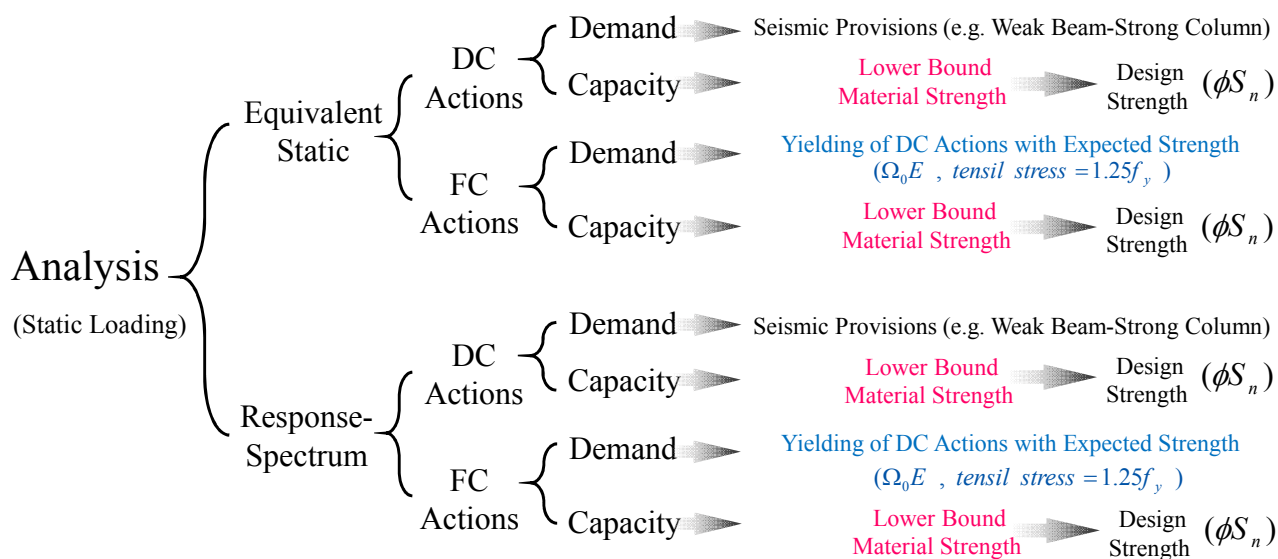 Analysis
(Static Loading)
Equivalent
Static
DC
Actions
Demand
Seismic Provisions (e.g. Weak Beam-Strong Column)
Capacity
Lower Bound
Material Strength
Design
Strength
(ϕS_n)
FC
Actions
Demand
Yielding of DC Actions with Expected Strength
(Ω₀E , tensil stress = 1.25f_y )
Capacity
Lower Bound
Material Strength
Design
Strength
(ϕS_n)
Response-
Spectrum
DC
Actions
Demand
Seismic Provisions (e.g. Weak Beam-Strong Column)
Capacity
Lower Bound
Material Strength
Design
Strength
(ϕS_n)
FC
Actions
Demand
Yielding of DC Actions with Expected Strength
(Ω₀E , tensil stress = 1.25f_y )
Capacity
Lower Bound
Material Strength
Design
Strength
(ϕS_n)